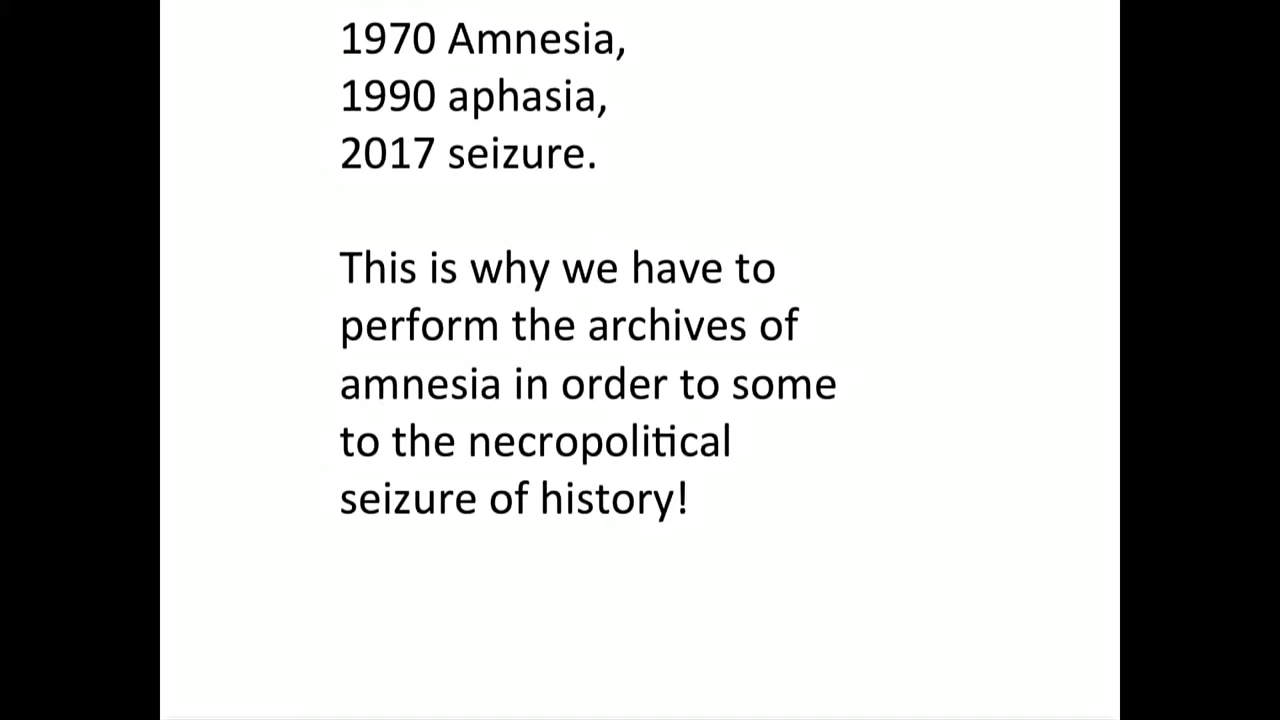 1970 Amnesia,
1990 aphasia,
2017 seizure.
This is why we have to
perform the archives of
amnesia in order to some
to the necropolitical
seizure of history!